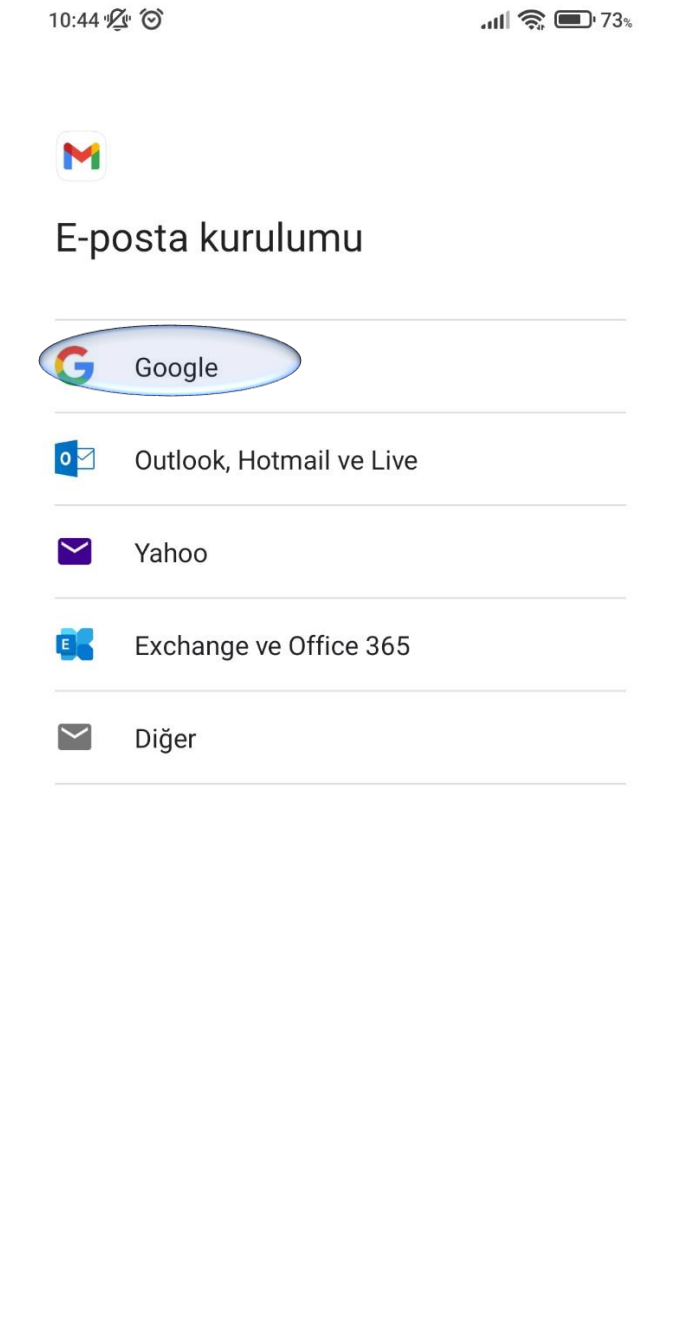 10:44 73%
E-posta kurulumu
Google
Outlook, Hotmail ve Live
Yahoo
Exchange ve Office 365
Diğer